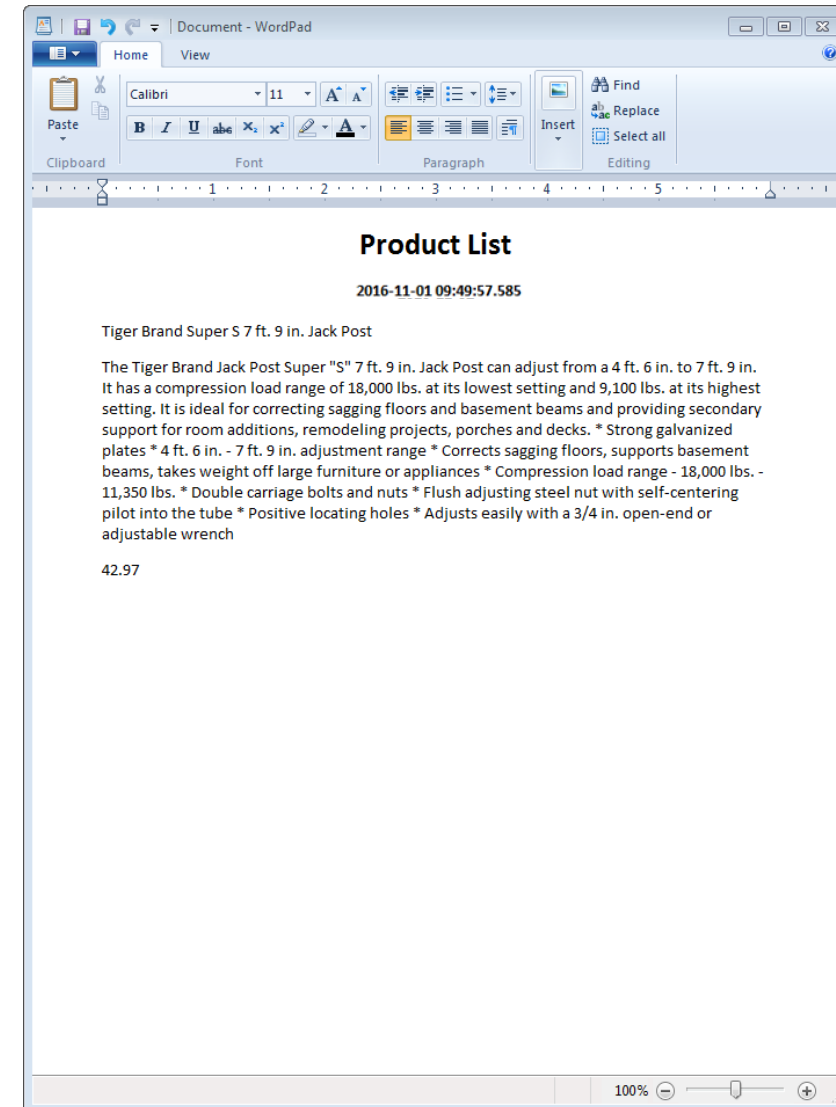 Document - WordPad
Home View
Calibri 11 A A Find
Replace
Paste B I U abc X₂ X² A Insert Select all
Clipboard Font Paragraph Editing
1 2 3 4 5
Product List
2016-11-01 09:49:57.585
Tiger Brand Super S 7 ft. 9 in. Jack Post
The Tiger Brand Jack Post Super "S" 7 ft. 9 in. Jack Post can adjust from a 4 ft. 6 in. to 7 ft. 9 in.
It has a compression load range of 18,000 lbs. at its lowest setting and 9,100 lbs. at its highest
setting. It is ideal for correcting sagging floors and basement beams and providing secondary
support for room additions, remodeling projects, porches and decks. * Strong galvanized
plates * 4 ft. 6 in. - 7 ft. 9 in. adjustment range * Corrects sagging floors, supports basement
beams, takes weight off large furniture or appliances * Compression load range - 18,000 lbs. -
11,350 lbs. * Double carriage bolts and nuts * Flush adjusting steel nut with self-centering
pilot into the tube * Positive locating holes * Adjusts easily with a 3/4 in. open-end or
adjustable wrench
42.97
100%